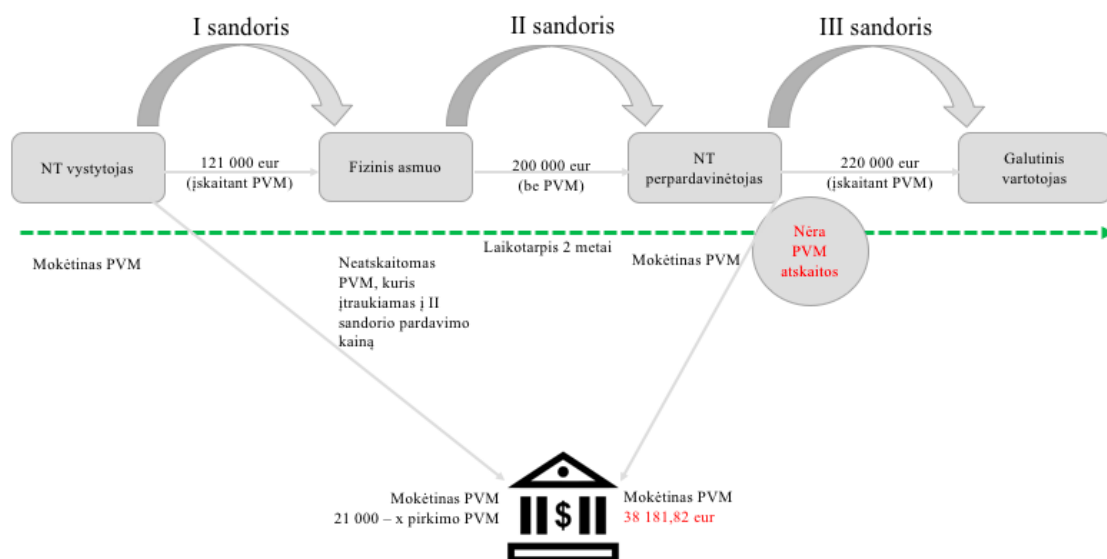 I sandoris
II sandoris
III sandoris
NT vystytojas
121 000 eur
(įskaitant PVM)
Fizinis asmuo
200 000 eur
(be PVM)
NT
perpardavinėtojas
220 000 eur
(įskaitant PVM)
Galutinis
vartotojas
Laikotarpis 2 metai
Mokėtinas PVM
Neatskaitomas
PVM, kuris
įtraukiamas į II
sandorio pardavimo
kainą
Mokėtinas PVM
Nėra
PVM
atskaitos
Mokėtinas PVM
21 000 – x pirkimo PVM
$
Mokėtinas PVM
38 181,82 eur